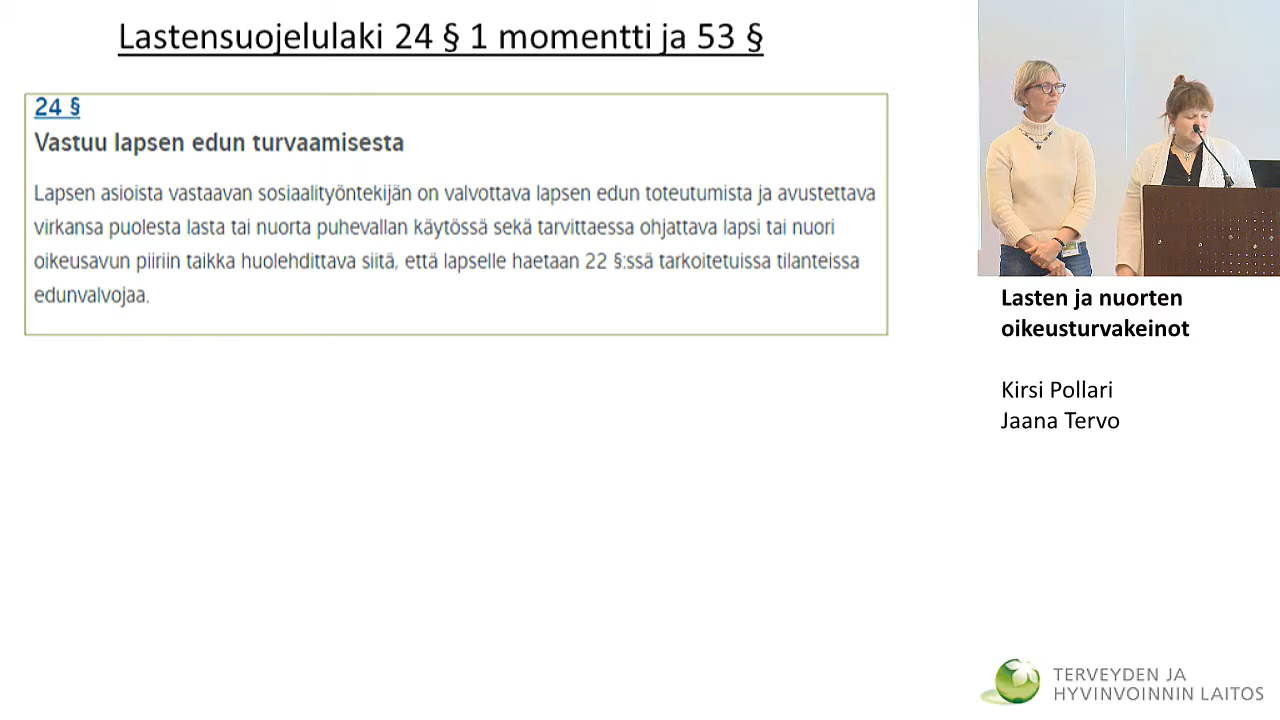 Lastensuojelulaki 24 § 1 momentti ja 53 §
24 §
Vastuu lapsen edun turvaamisesta
Lapsen asioista vastaavan sosiaalityöntekijän on valvottava lapsen edun toteutumista ja avustettava
virkansa puolesta lasta tai nuorta puhevallan käytössä sekä tarvittaessa ohjattava lapsi tai nuori
oikeusavun piiriin taikka huolehdittava siitä, että lapselle haetaan 22 §:ssä tarkoitetuissa tilanteissa
edunvalvojaa.
Lasten ja nuorten
oikeusturvakeinot
Kirsi Pollari
Jaana Tervo
TERVEYDEN JA
HYVINVOINNIN LAITOS